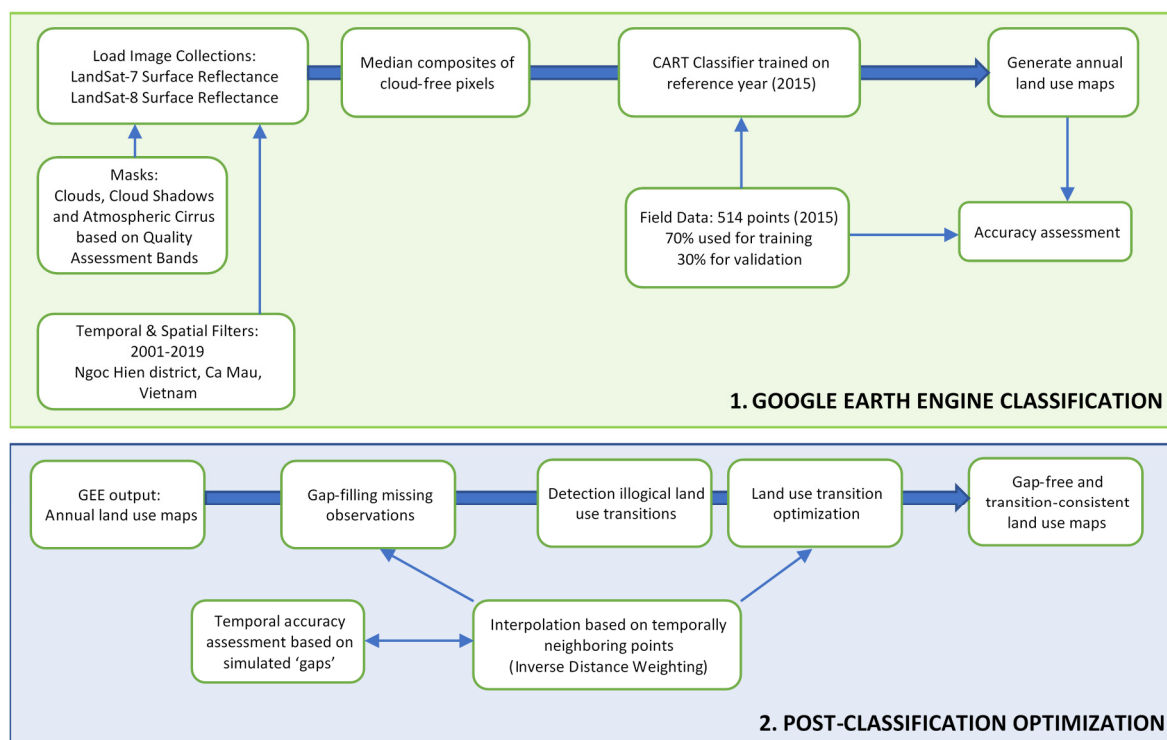 Load Image Collections:
LandSat-7 Surface Reflectance
LandSat-8 Surface Reflectance
Median composites of
cloud-free pixels
CART Classifier trained on
reference year (2015)
Generate annual
land use maps
Masks:
Clouds, Cloud Shadows
and Atmospheric Cirrus
based on Quality
Assessment Bands
Field Data: 514 points (2015)
70% used for training
30% for validation
Accuracy assessment
Temporal & Spatial Filters:
2001-2019
Ngoc Hien district, Ca Mau,
Vietnam
1. GOOGLE EARTH ENGINE CLASSIFICATION
GEE output:
Annual land use maps
Gap-filling missing
observations
Detection illogical land
use transitions
Land use transition
optimization
Gap-free and
transition-consistent
land use maps
Temporal accuracy
assessment based on
simulated ‘gaps’
Interpolation based on temporally
neighboring points
(Inverse Distance Weighting)
2. POST-CLASSIFICATION OPTIMIZATION